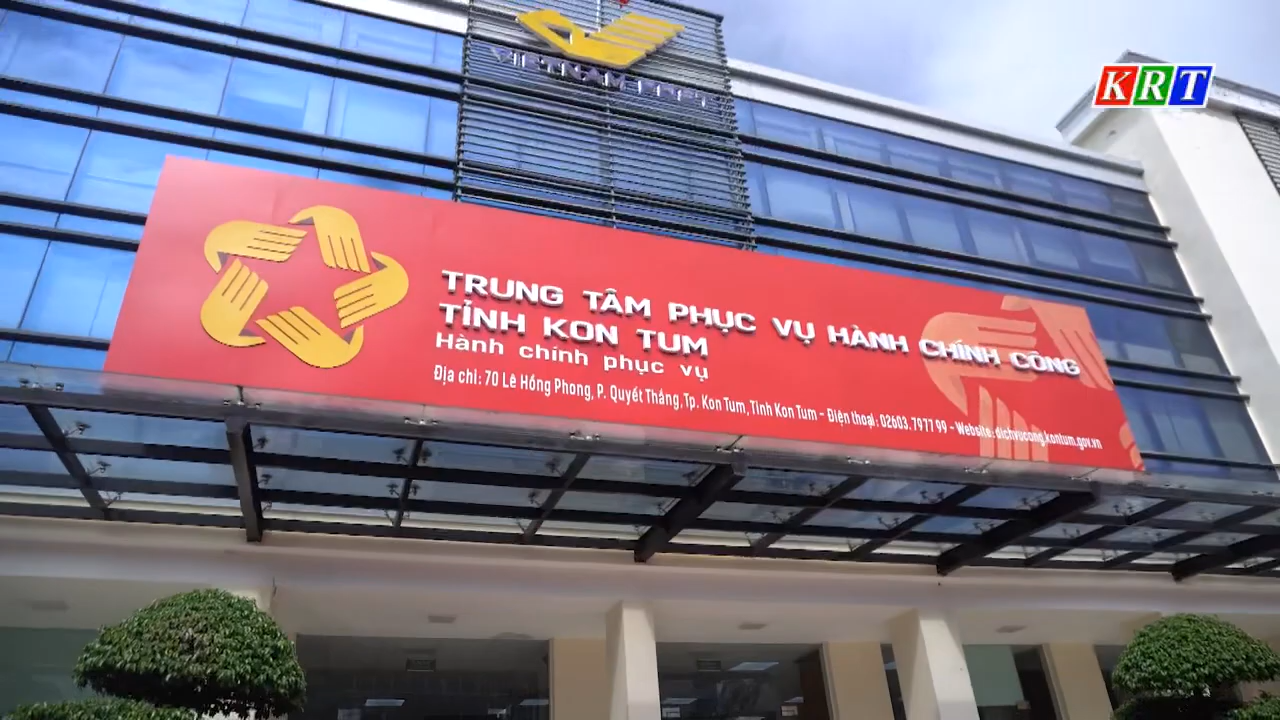 KRT
VIETNAM POST
TRUNG TÂM PHỤC VỤ HÀNH CHÍNH CÔNG
TỈNH KON TUM
Hành chính phục vụ
Địa chỉ: 70 Lê Hồng Phong, P. Quyết Thắng, Tp. Kon Tum, Tỉnh Kon Tum - Điện thoại: 02603.7977 99 - Website: dichvucong.kontum.gov.vn